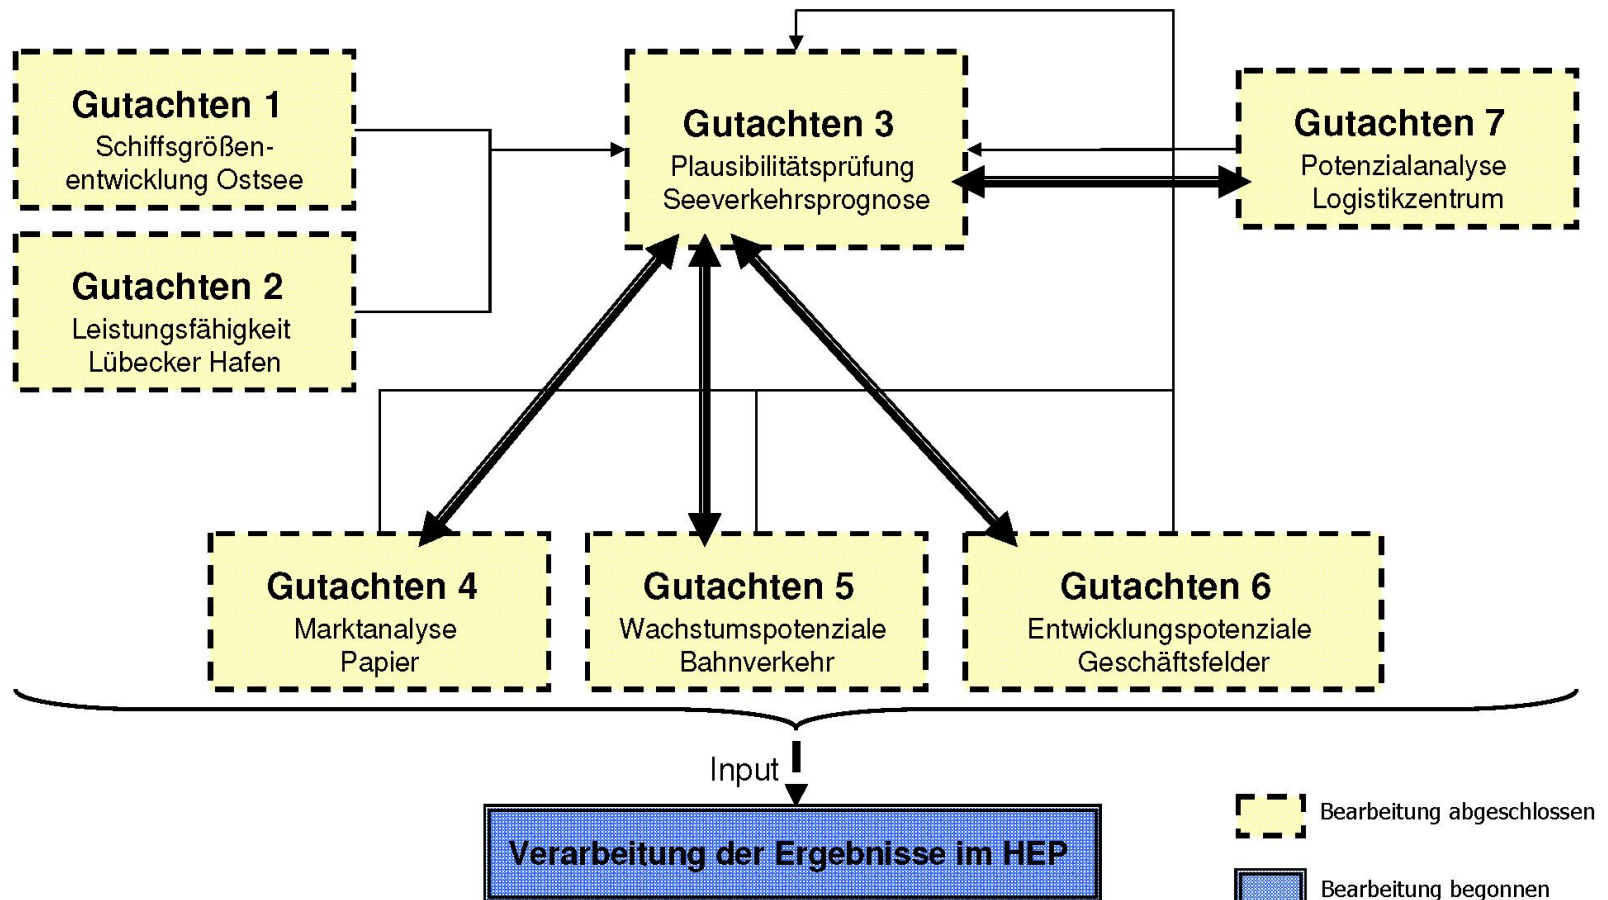 Gutachten 1
Schiffsgrößen-
entwicklung Ostsee
Gutachten 2
Leistungsfähigkeit
Lübecker Hafen
Gutachten 3
Plausibilitätsprüfung
Seeverkehrsprognose
Gutachten 7
Potenzialanalyse
Logistikzentrum
Gutachten 4
Marktanalyse
Papier
Gutachten 5
Wachstumspotenziale
Bahnverkehr
Gutachten 6
Entwicklungspotenziale
Geschäftsfelder
Input
Verarbeitung der Ergebnisse im HEP
Bearbeitung abgeschlossen
Bearbeitung begonnen